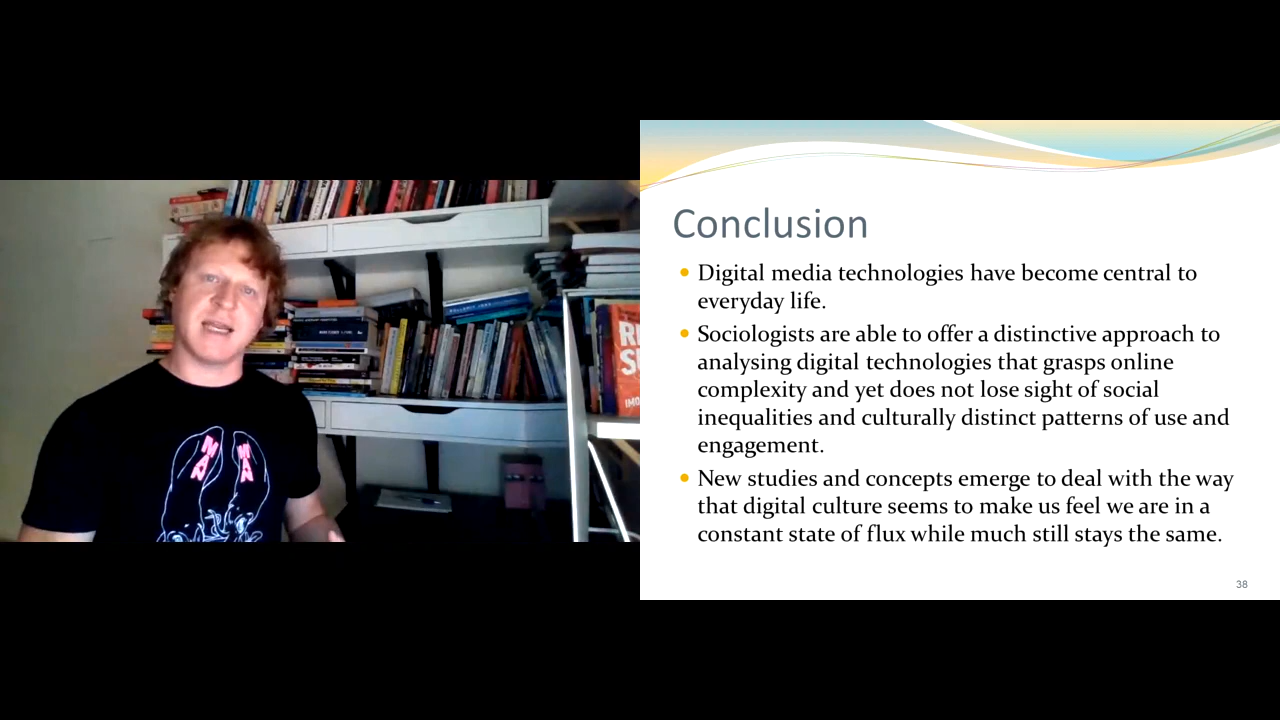 MA
MA
Conclusion
Digital media technologies have become central to
everyday life.
Sociologists are able to offer a distinctive approach to
analysing digital technologies that grasps online
complexity and yet does not lose sight of social
inequalities and culturally distinct patterns of use and
engagement.
New studies and concepts emerge to deal with the way
that digital culture seems to make us feel we are in a
constant state of flux while much still stays the same.
38